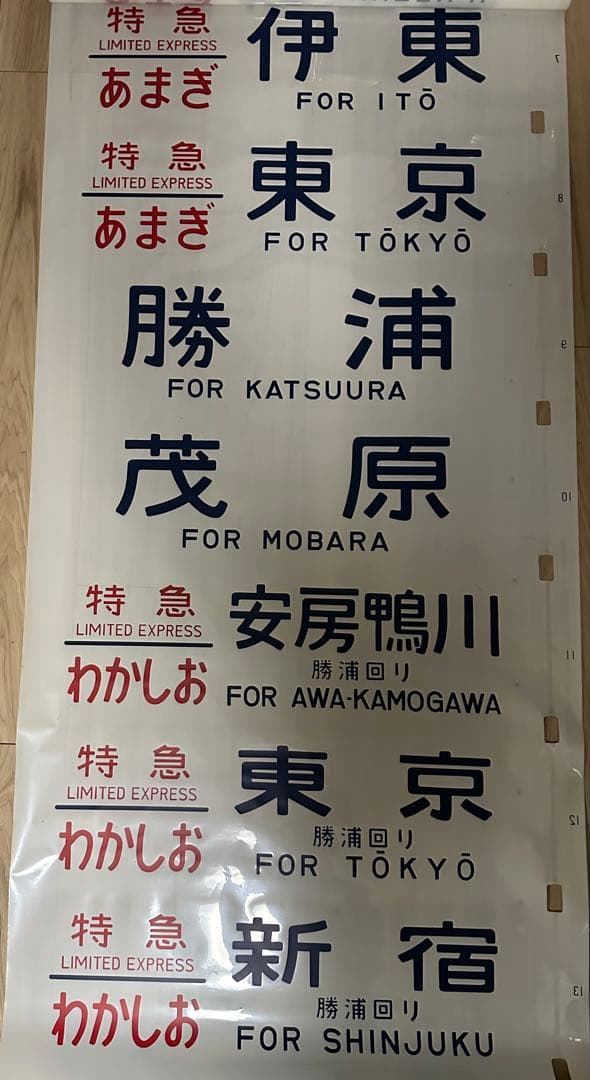 特急 伊東
LIMITED EXPRESS
あまぎ FOR ITŌ
7
特急 東京
LIMITED EXPRESS
あまぎ FOR TŌKYŌ
8
勝浦
FOR KATSUURA
9
茂原
FOR MOBARA
10
特急 安房鴨川
LIMITED EXPRESS
勝浦回り
わかしお FOR AWA-KAMOGAWA
11
特急 東京
LIMITED EXPRESS
勝浦回り
わかしお FOR TŌKYŌ
12
特急 新宿
LIMITED EXPRESS
勝浦回り
わかしお FOR SHINJUKU
13